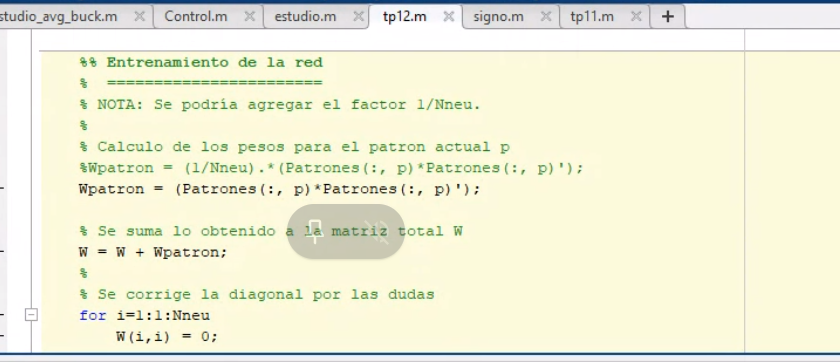 studio_avg_buck.m Control.m estudio.m tp12.m signo.m tp11.m
%% Entrenamiento de la red
% =======================
% NOTA: Se podría agregar el factor 1/Nneu.
%
% Calculo de los pesos para el patron actual p
%Wpatron = (1/Nneu).*(Patrones(:, p)*Patrones(:, p)');
Wpatron = (Patrones(:, p)*Patrones(:, p)');
% Se suma lo obtenido a la matriz total W
W = W + Wpatron;
%
% Se corrige la diagonal por las dudas
for i=1:1:Nneu
W(i,i) = 0;